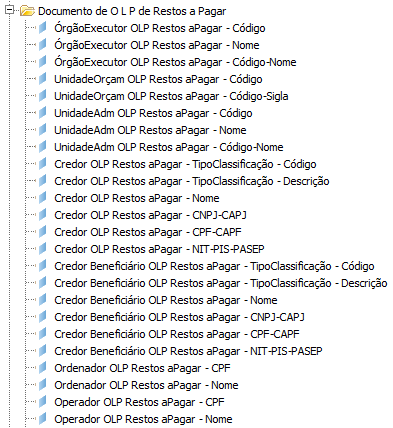 Documento de O L P de Restos a Pagar
ÓrgãoExecutor OLP Restos aPagar - Código
ÓrgãoExecutor OLP Restos aPagar - Nome
ÓrgãoExecutor OLP Restos aPagar - Código-Nome
UnidadeOrçam OLP Restos aPagar - Código
UnidadeOrçam OLP Restos aPagar - Código-Sigla
UnidadeAdm OLP Restos aPagar - Código
UnidadeAdm OLP Restos aPagar - Nome
UnidadeAdm OLP Restos aPagar - Código-Nome
Credor OLP Restos aPagar - TipoClassificação - Código
Credor OLP Restos aPagar - TipoClassificação - Descrição
Credor OLP Restos aPagar - Nome
Credor OLP Restos aPagar - CNPJ-CAPJ
Credor OLP Restos aPagar - CPF-CAPF
Credor OLP Restos aPagar - NIT-PIS-PASEP
Credor Beneficiário OLP Restos aPagar - TipoClassificação - Código
Credor Beneficiário OLP Restos aPagar - TipoClassificação - Descrição
Credor Beneficiário OLP Restos aPagar - Nome
Credor Beneficiário OLP Restos aPagar - CNPJ-CAPJ
Credor Beneficiário OLP Restos aPagar - CPF-CAPF
Credor Beneficiário OLP Restos aPagar - NIT-PIS-PASEP
Ordenador OLP Restos aPagar - CPF
Ordenador OLP Restos aPagar - Nome
Operador OLP Restos aPagar - CPF
Operador OLP Restos aPagar - Nome